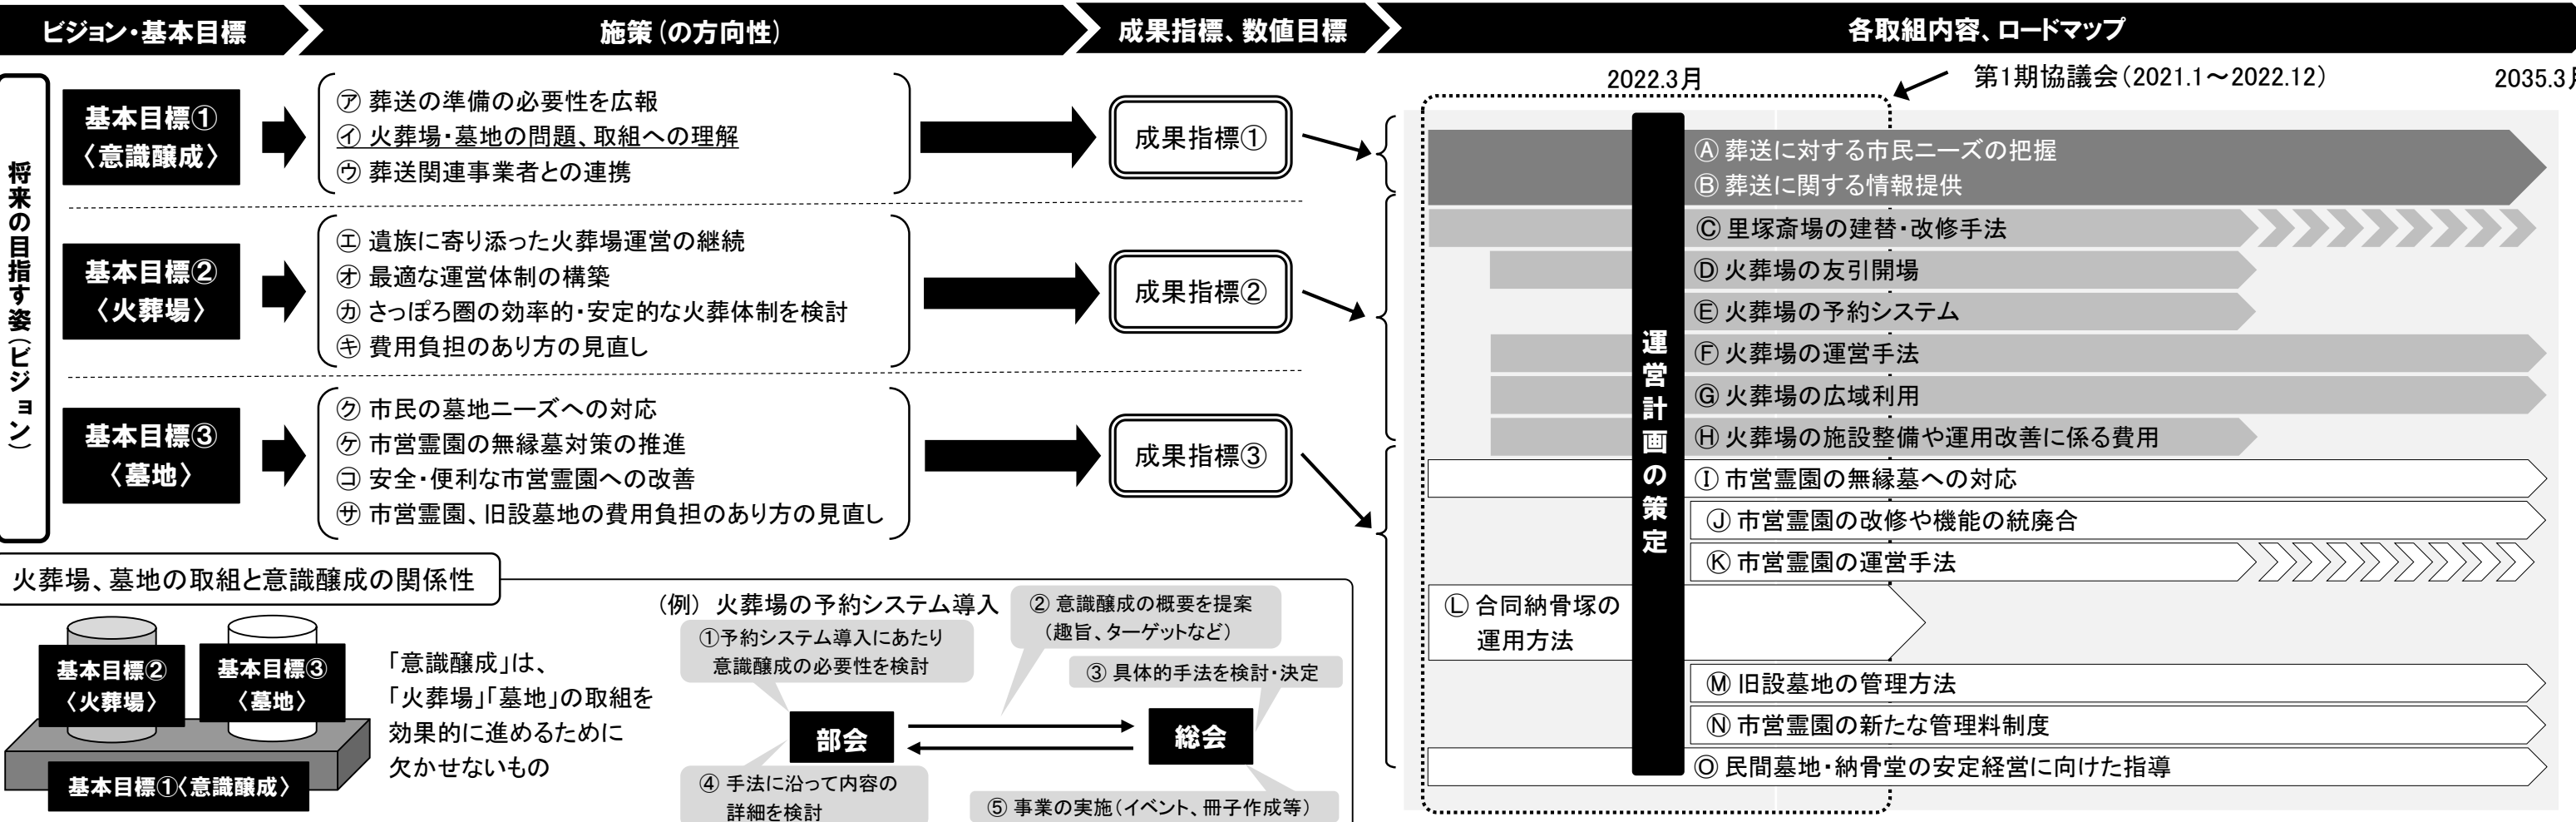 ビジョン・基本目標
施策(の方向性)
成果指標、数値目標
各取組内容、ロードマップ
将来の目指す姿(ビジョン)
基本目標①
〈意識醸成〉
㋐ 葬送の準備の必要性を広報
㋑ 火葬場・墓地の問題、取組への理解
㋒ 葬送関連事業者との連携
成果指標①
基本目標②
〈火葬場〉
㋓ 遺族に寄り添った火葬場運営の継続
㋔ 最適な運営体制の構築
㋕ さっぽろ圏の効率的・安定的な火葬体制を検討
㋖ 費用負担のあり方の見直し
成果指標②
基本目標③
〈墓地〉
㋗ 市民の墓地ニーズへの対応
㋘ 市営霊園の無縁墓対策の推進
㋙ 安全・便利な市営霊園への改善
㋚ 市営霊園、旧設墓地の費用負担のあり方の見直し
成果指標③
2022.3月
第1期協議会(2021.1～2022.12)
2035.3月
運営計画の策定
Ⓐ 葬送に対する市民ニーズの把握
Ⓑ 葬送に関する情報提供
Ⓒ 里塚斎場の建替・改修手法
Ⓓ 火葬場の友引開場
Ⓔ 火葬場の予約システム
Ⓕ 火葬場の運営手法
Ⓖ 火葬場の広域利用
Ⓗ 火葬場の施設整備や運用改善に係る費用
Ⓘ 市営霊園の無縁墓への対応
Ⓙ 市営霊園の改修や機能の統廃合
Ⓚ 市営霊園の運営手法
Ⓛ 合同納骨塚の
運用方法
Ⓜ 旧設墓地の管理方法
Ⓝ 市営霊園の新たな管理料制度
Ⓞ 民間墓地・納骨堂の安定経営に向けた指導
火葬場、墓地の取組と意識醸成の関係性
基本目標②
〈火葬場〉
基本目標③
〈墓地〉
基本目標①〈意識醸成〉
「意識醸成」は、
「火葬場」「墓地」の取組を
効果的に進めるために
欠かせないもの
(例) 火葬場の予約システム導入
①予約システム導入にあたり
意識醸成の必要性を検討
② 意識醸成の概要を提案
(趣旨、ターゲットなど)
③ 具体的手法を検討・決定
部会
総会
④ 手法に沿って内容の
詳細を検討
⑤ 事業の実施(イベント、冊子作成等)